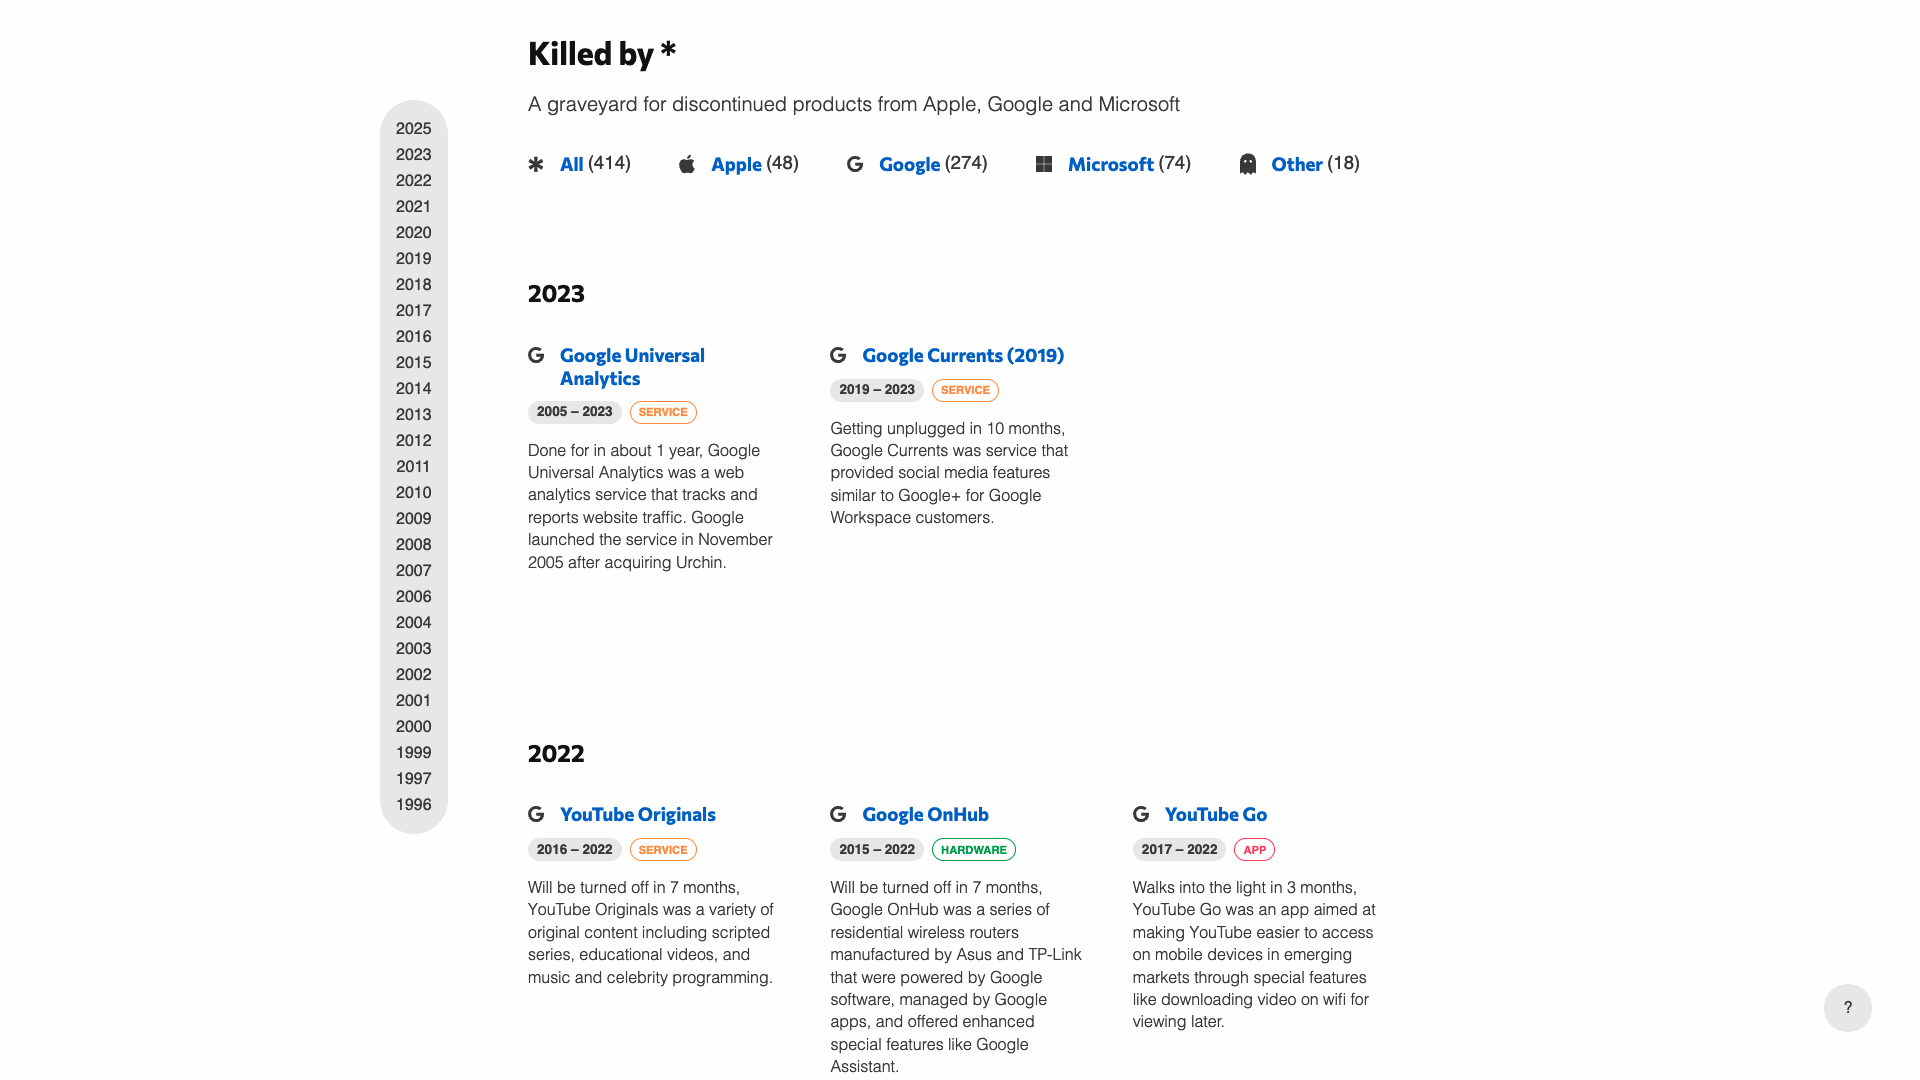 Killed by *
A graveyard for discontinued products from Apple, Google and Microsoft
All (414)
Apple (48)
Google (274)
Microsoft (74)
Other (18)
2025
2023
2022
2021
2020
2019
2018
2017
2016
2015
2014
2013
2012
2011
2010
2009
2008
2007
2006
2004
2003
2002
2001
2000
1999
1997
1996
2023
Google Universal
Analytics
2005 – 2023 SERVICE
Done for in about 1 year, Google
Universal Analytics was a web
analytics service that tracks and
reports website traffic. Google
launched the service in November
2005 after acquiring Urchin.
Google Currents (2019)
2019 – 2023 SERVICE
Getting unplugged in 10 months,
Google Currents was service that
provided social media features
similar to Google+ for Google
Workspace customers.
2022
YouTube Originals
2016 – 2022 SERVICE
Will be turned off in 7 months,
YouTube Originals was a variety of
original content including scripted
series, educational videos, and
music and celebrity programming.
Google OnHub
2015 – 2022 HARDWARE
Will be turned off in 7 months,
Google OnHub was a series of
residential wireless routers
manufactured by Asus and TP-Link
that were powered by Google
software, managed by Google
apps, and offered enhanced
special features like Google
Assistant.
YouTube Go
2017 – 2022 APP
Walks into the light in 3 months,
YouTube Go was an app aimed at
making YouTube easier to access
on mobile devices in emerging
markets through special features
like downloading video on wifi for
viewing later.
?